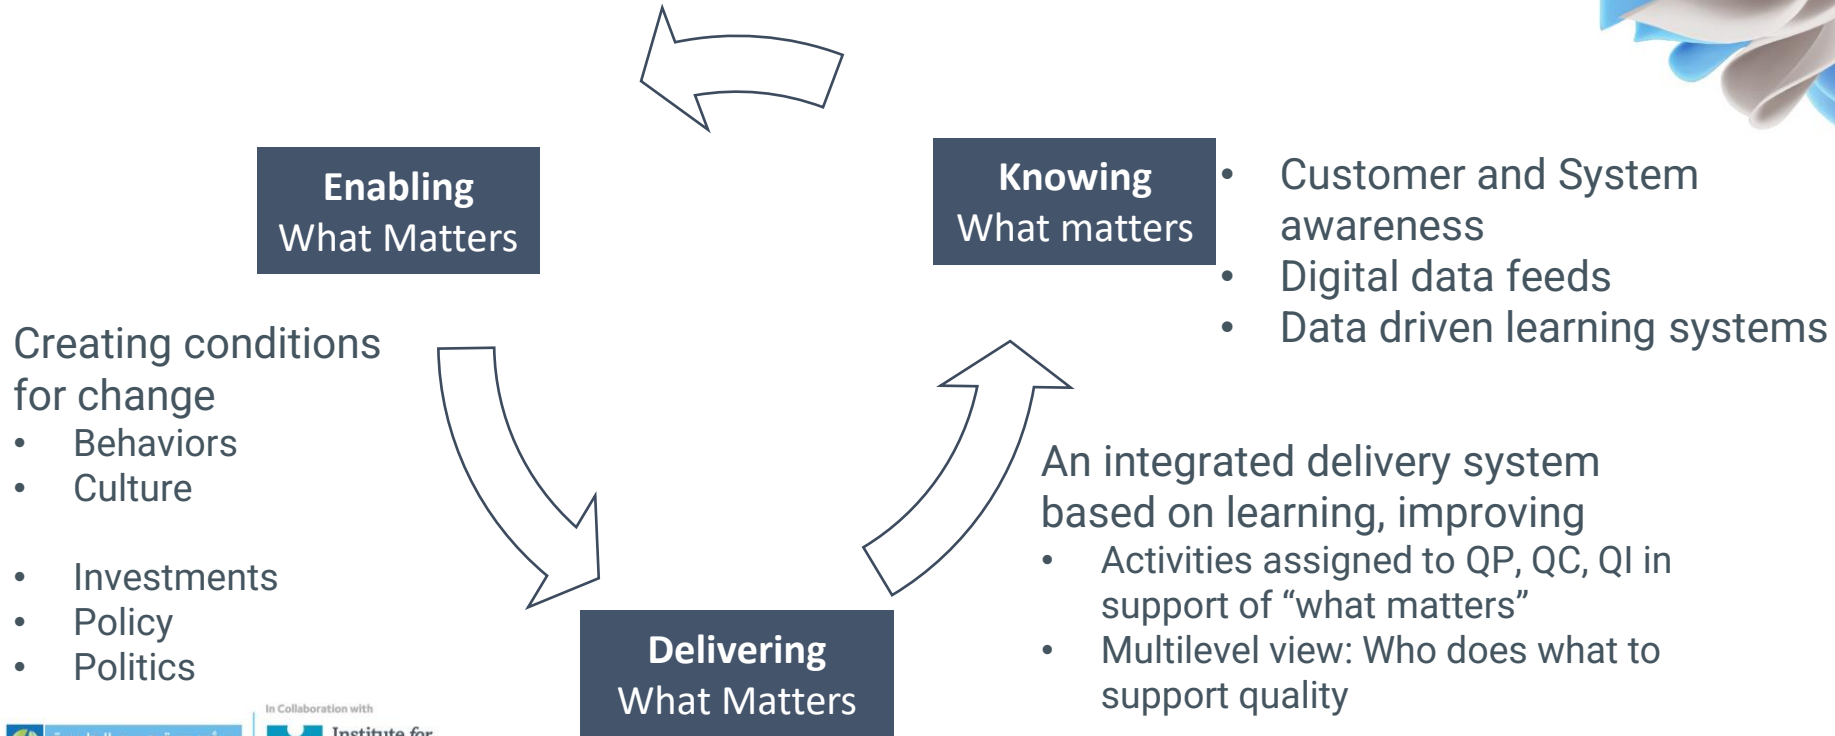 Enabling
What Matters
Knowing
What matters
• Customer and System
awareness
• Digital data feeds
• Data driven learning systems
Creating conditions
for change
• Behaviors
• Culture
• Investments
• Policy
• Politics
An integrated delivery system
based on learning, improving
• Activities assigned to QP, QC, QI in
support of “what matters”
• Multilevel view: Who does what to
support quality
Delivering
What Matters
In Collaboration with
Institute for